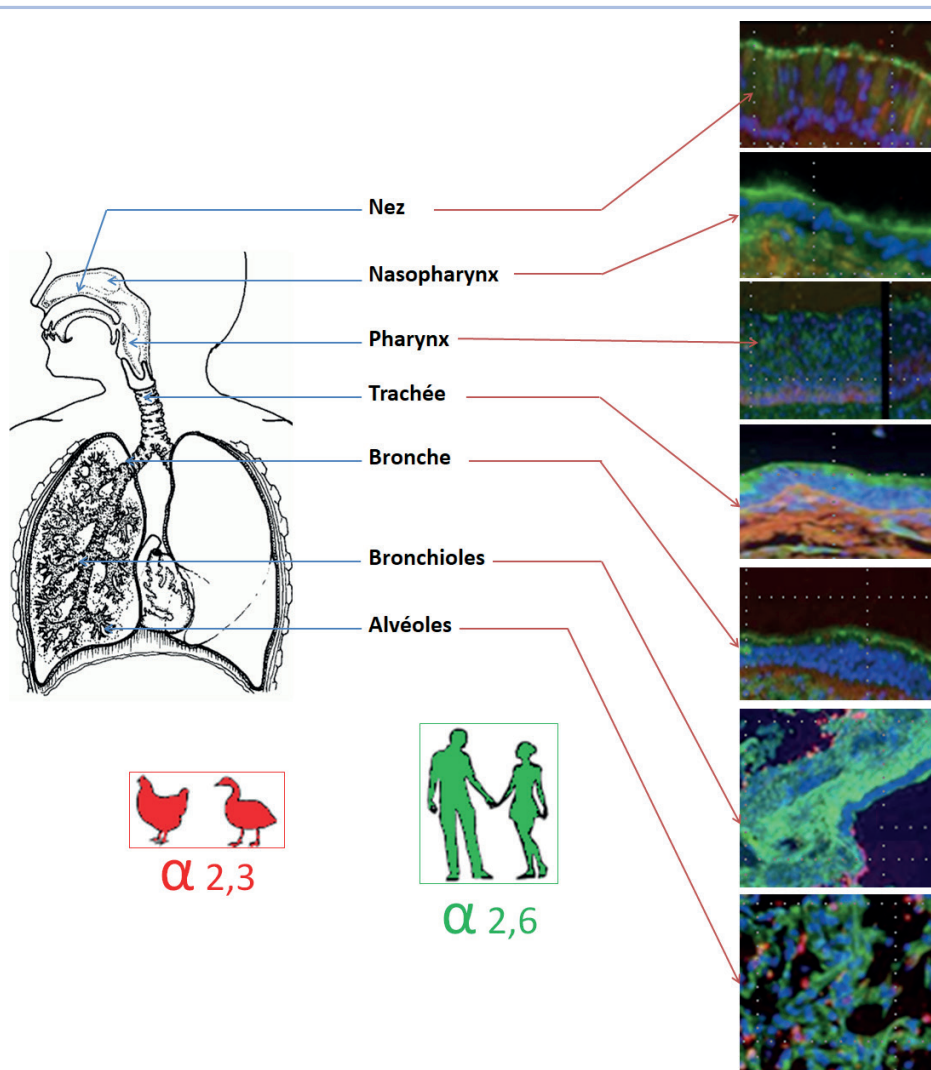 Nez
Nasopharynx
Pharynx
Trachée
Bronche
Bronchioles
Alvéoles
α 2,3
α 2,6